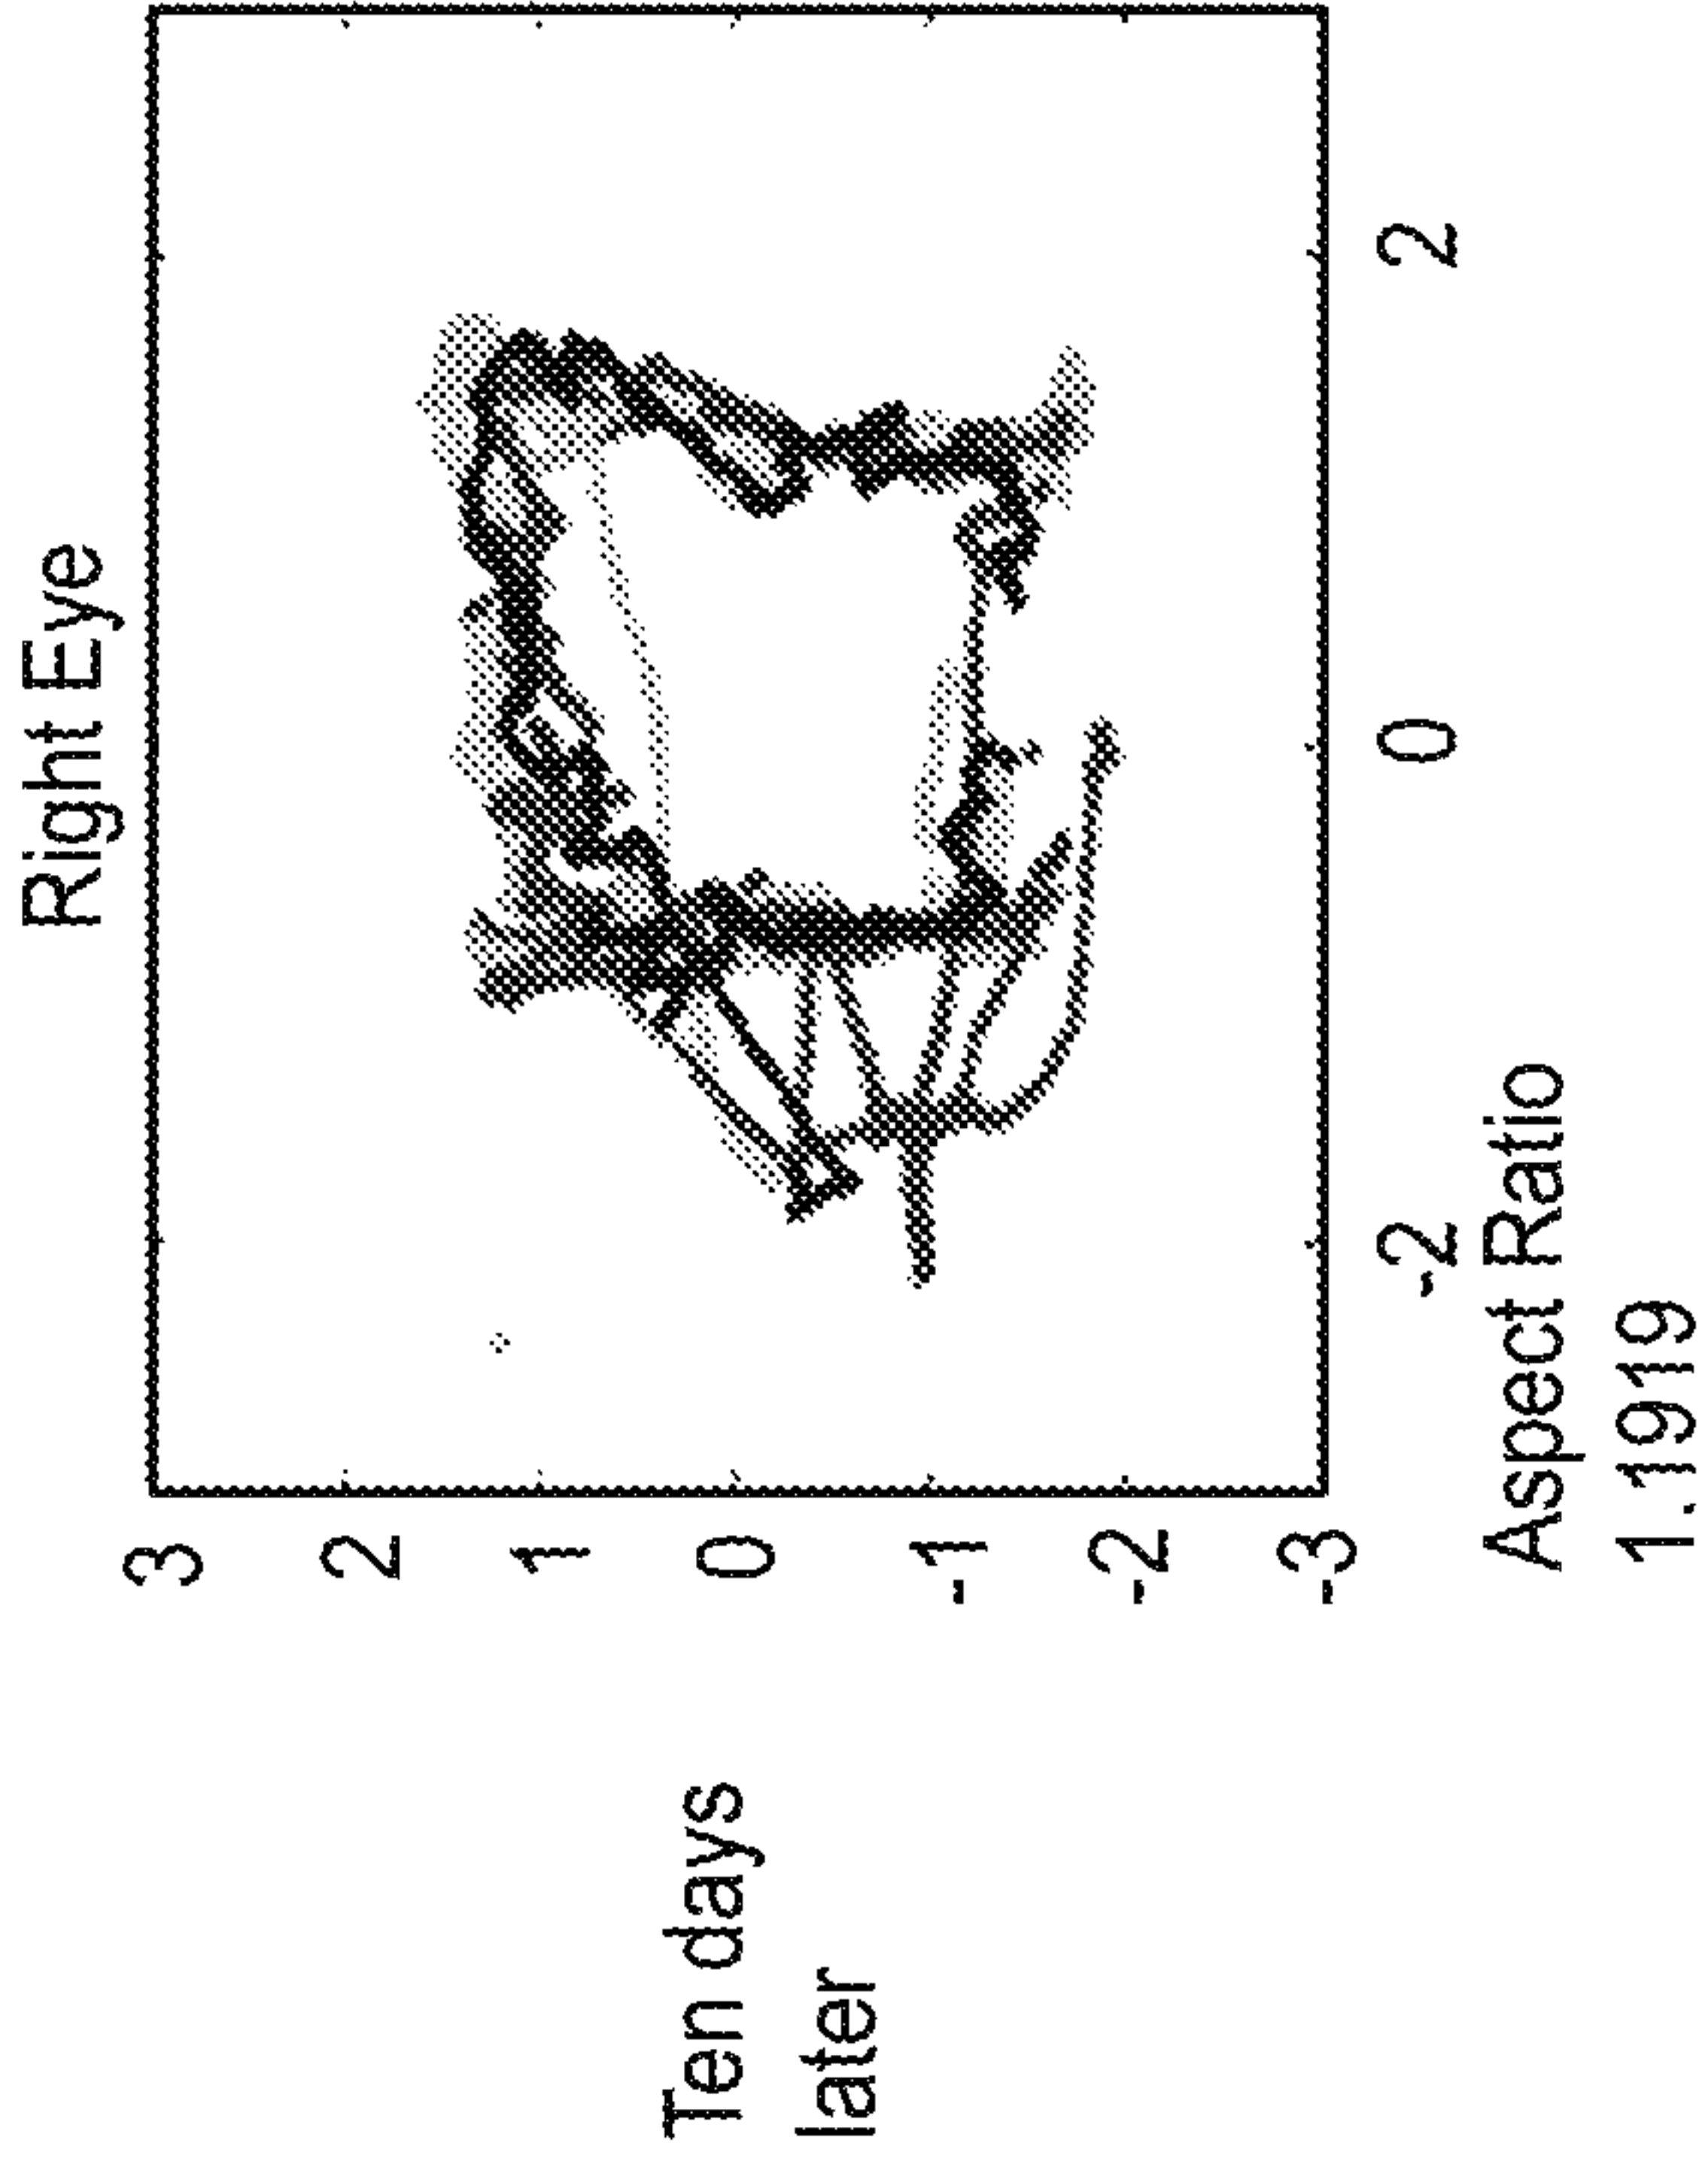 Right Eye
3
2
1
0
-1
-2
-3
Ten days
later
-2 0 2
Aspect Ratio
1.1919